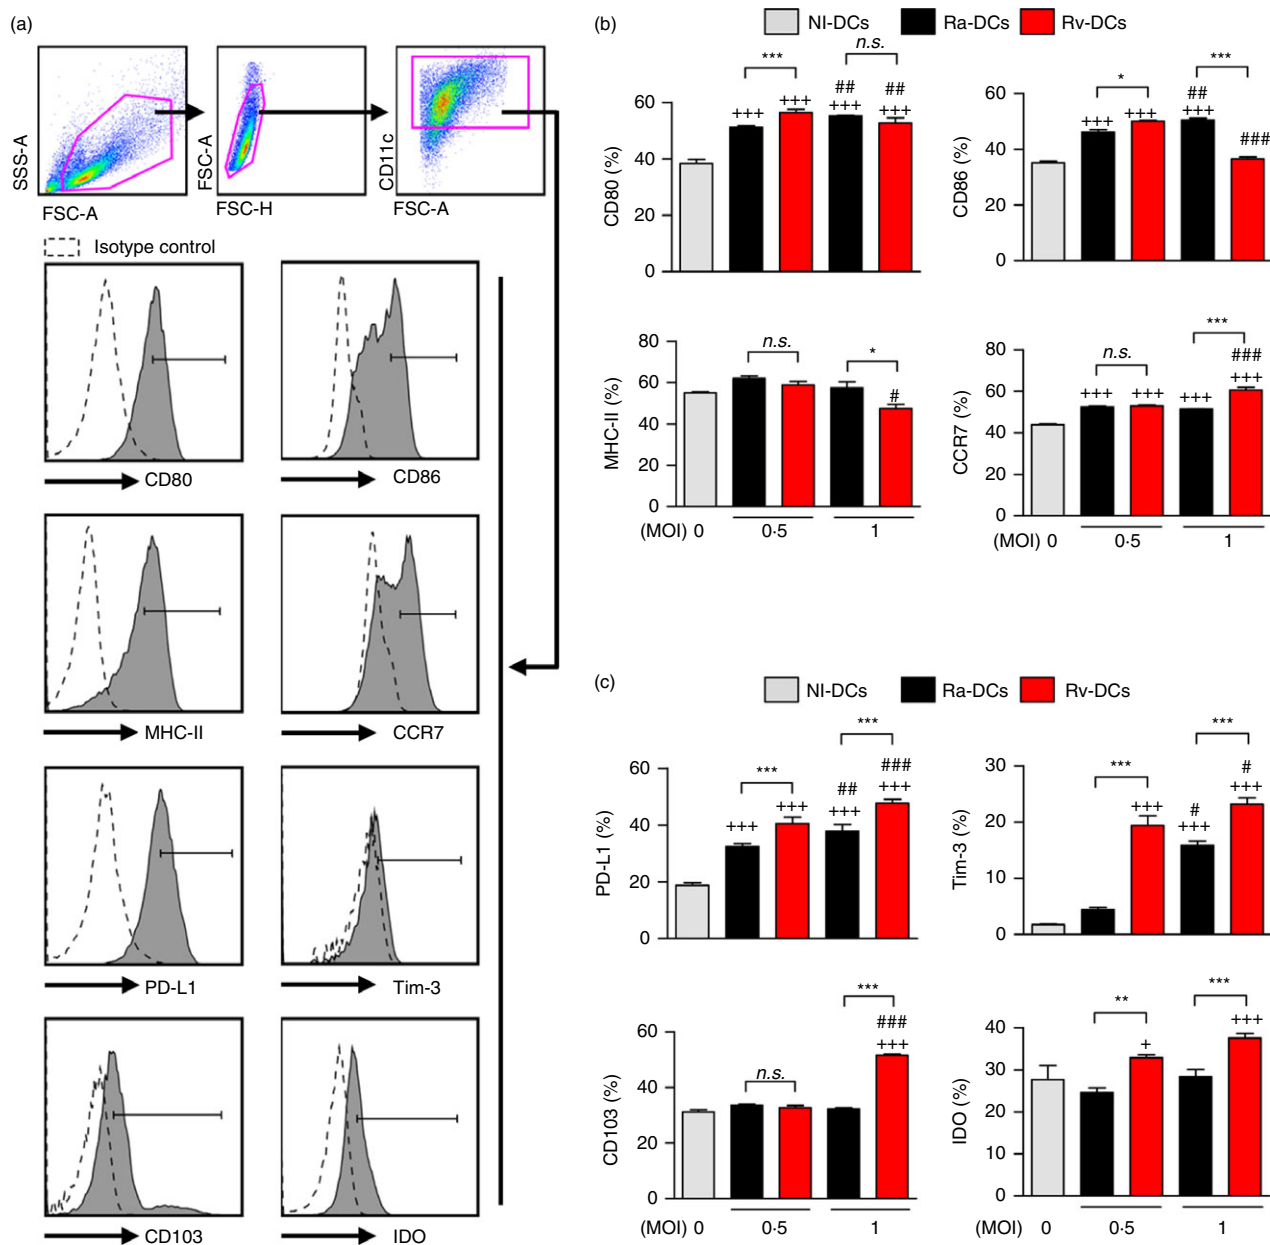 (a)
SSS-A
FSC-A
FSC-A
FSC-H
CD11c
FSC-A
Isotype control
CD80
CD86
MHC-II
CCR7
PD-L1
Tim-3
CD103
IDO
(b)
NI-DCs Ra-DCs Rv-DCs
CD80 (%)
60
40
20
0
***
n.s.
+++ +++ ## +++ ## +++
CD86 (%)
60
40
20
0
*
***
+++ +++ ## +++ ###
MHC-II (%)
80
60
40
20
0
n.s.
*
#
(MOI) 0 0·5 1
CCR7 (%)
80
60
40
20
0
n.s.
***
+++ +++ +++ ### +++
(MOI) 0 0·5 1
(c)
NI-DCs Ra-DCs Rv-DCs
PD-L1 (%)
60
40
20
0
***
***
+++ +++ ## +++ ### +++
Tim-3 (%)
30
20
10
0
***
***
+++ # +++ # +++
CD103 (%)
60
40
20
0
n.s.
***
### +++
(MOI) 0 0·5 1
IDO (%)
40
30
20
10
0
**
***
+ +++
(MOI) 0 0·5 1